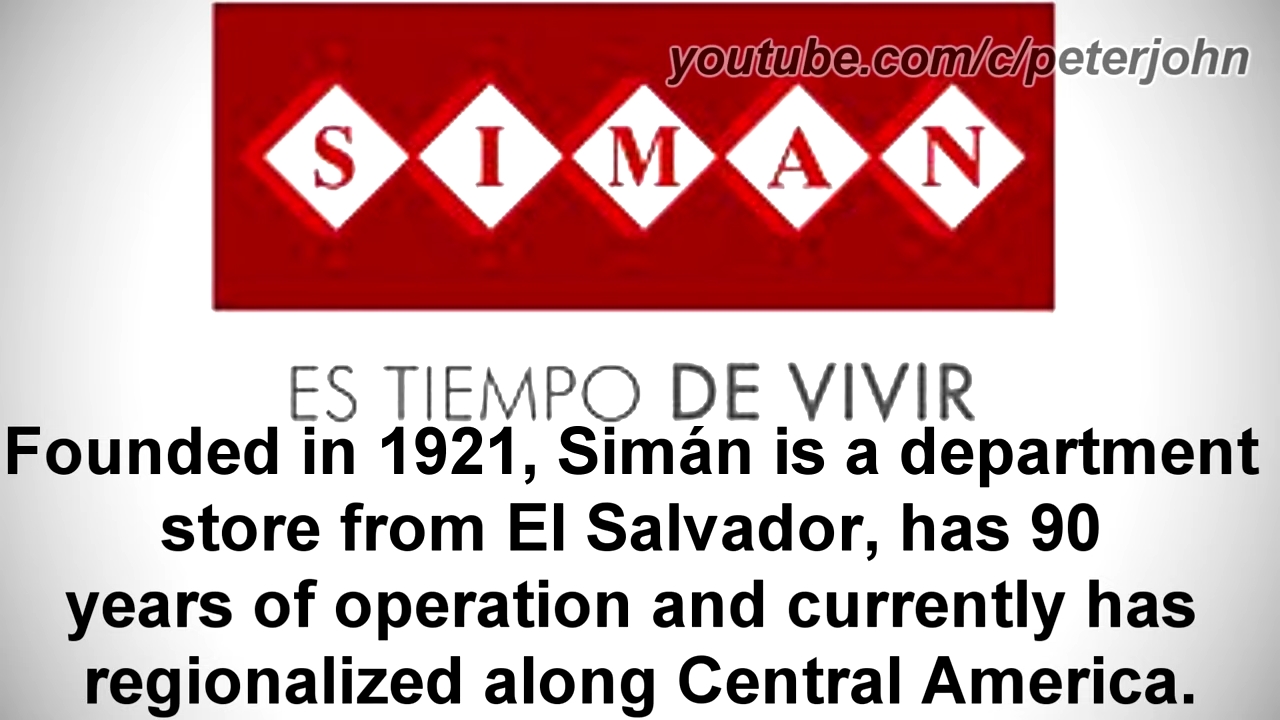 youtube.com/c/peterjohn
SIMAN
ES TIEMPO DE VIVIR
Founded in 1921, Simán is a department
store from El Salvador, has 90
years of operation and currently has
regionalized along Central America.